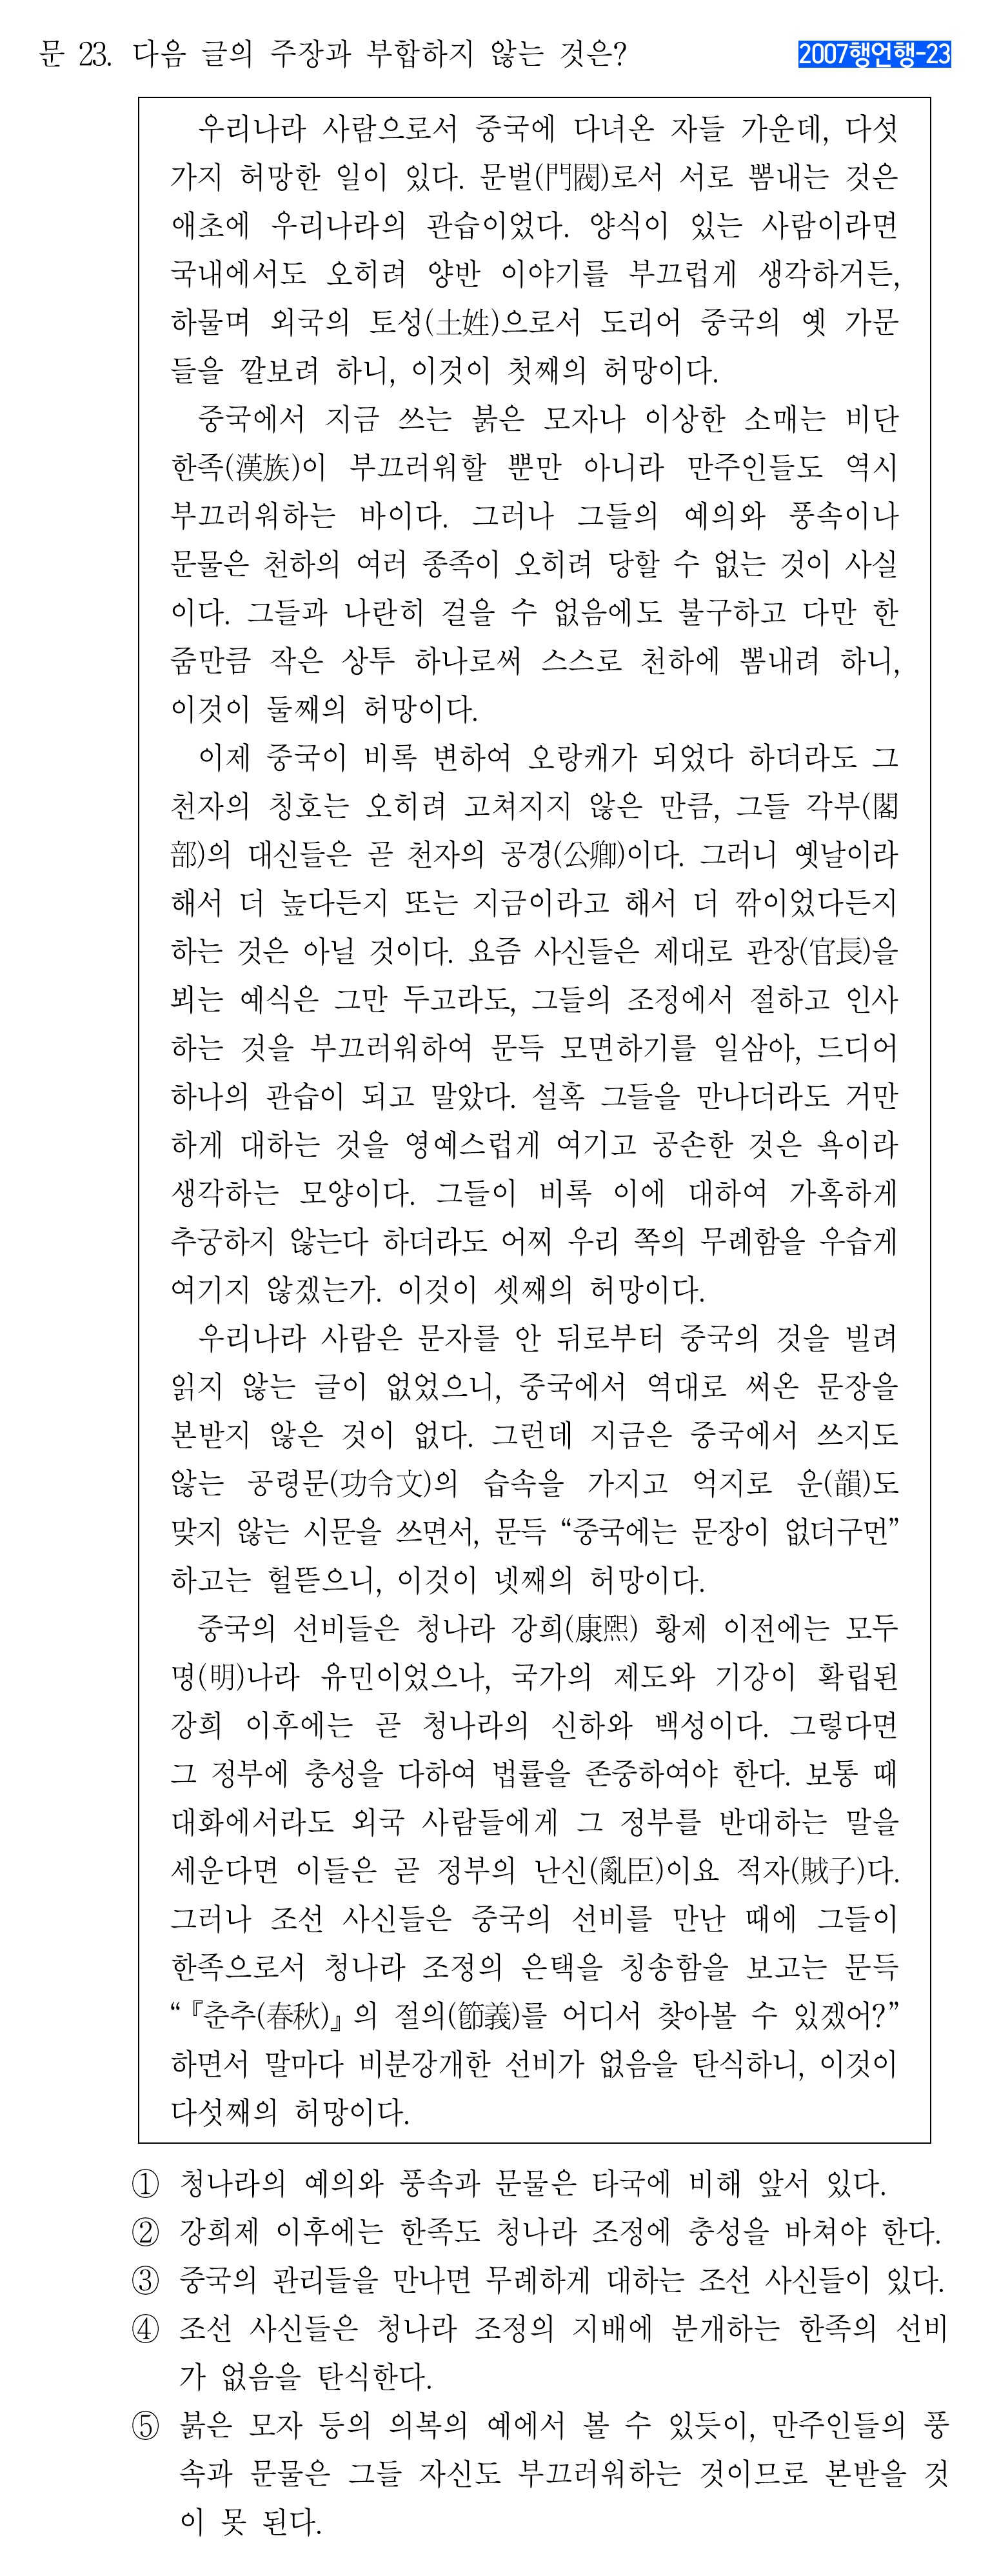 문 23. 다음 글의 주장과 부합하지 않는 것은?
2007행언행-23
우리나라 사람으로서 중국에 다녀온 자들 가운데, 다섯
가지 허망한 일이 있다. 문벌(門閥)로서 서로 뽐내는 것은
애초에 우리나라의 관습이었다. 양식이 있는 사람이라면
국내에서도 오히려 양반 이야기를 부끄럽게 생각하거든,
하물며 외국의 토성(土姓)으로서 도리어 중국의 옛 가문
들을 깔보려 하니, 이것이 첫째의 허망이다.
중국에서 지금 쓰는 붉은 모자나 이상한 소매는 비단
한족(漢族)이 부끄러워할 뿐만 아니라 만주인들도 역시
부끄러워하는 바이다. 그러나 그들의 예의와 풍속이나
문물은 천하의 여러 종족이 오히려 당할 수 없는 것이 사실
이다. 그들과 나란히 걸을 수 없음에도 불구하고 다만 한
줌만큼 작은 상투 하나로써 스스로 천하에 뽐내려 하니,
이것이 둘째의 허망이다.
이제 중국이 비록 변하여 오랑캐가 되었다 하더라도 그
천자의 칭호는 오히려 고쳐지지 않은 만큼, 그들 각부(閣
部)의 대신들은 곧 천자의 공경(公卿)이다. 그러니 옛날이라
해서 더 높다든지 또는 지금이라고 해서 더 깎이었다든지
하는 것은 아닐 것이다. 요즘 사신들은 제대로 관장(官長)을
뵈는 예식은 그만 두고라도, 그들의 조정에서 절하고 인사
하는 것을 부끄러워하여 문득 모면하기를 일삼아, 드디어
하나의 관습이 되고 말았다. 설혹 그들을 만나더라도 거만
하게 대하는 것을 영예스럽게 여기고 공손한 것은 욕이라
생각하는 모양이다. 그들이 비록 이에 대하여 가혹하게
추궁하지 않는다 하더라도 어찌 우리 쪽의 무례함을 우습게
여기지 않겠는가. 이것이 셋째의 허망이다.
우리나라 사람은 문자를 안 뒤로부터 중국의 것을 빌려
읽지 않는 글이 없었으니, 중국에서 역대로 써온 문장을
본받지 않은 것이 없다. 그런데 지금은 중국에서 쓰지도
않는 공령문(功令文)의 습속을 가지고 억지로 운(韻)도
맞지 않는 시문을 쓰면서, 문득 “중국에는 문장이 없더구먼”
하고는 헐뜯으니, 이것이 넷째의 허망이다.
중국의 선비들은 청나라 강희(康熙) 황제 이전에는 모두
명(明)나라 유민이었으나, 국가의 제도와 기강이 확립된
강희 이후에는 곧 청나라의 신하와 백성이다. 그렇다면
그 정부에 충성을 다하여 법률을 존중하여야 한다. 보통 때
대화에서라도 외국 사람들에게 그 정부를 반대하는 말을
세운다면 이들은 곧 정부의 난신(亂臣)이요 적자(賊子)다.
그러나 조선 사신들은 중국의 선비를 만난 때에 그들이
한족으로서 청나라 조정의 은택을 칭송함을 보고는 문득
“『춘추(春秋)』의 절의(節義)를 어디서 찾아볼 수 있겠어?”
하면서 말마다 비분강개한 선비가 없음을 탄식하니, 이것이
다섯째의 허망이다.
① 청나라의 예의와 풍속과 문물은 타국에 비해 앞서 있다.
② 강희제 이후에는 한족도 청나라 조정에 충성을 바쳐야 한다.
③ 중국의 관리들을 만나면 무례하게 대하는 조선 사신들이 있다.
④ 조선 사신들은 청나라 조정의 지배에 분개하는 한족의 선비
가 없음을 탄식한다.
⑤ 붉은 모자 등의 의복의 예에서 볼 수 있듯이, 만주인들의 풍
속과 문물은 그들 자신도 부끄러워하는 것이므로 본받을 것
이 못 된다.